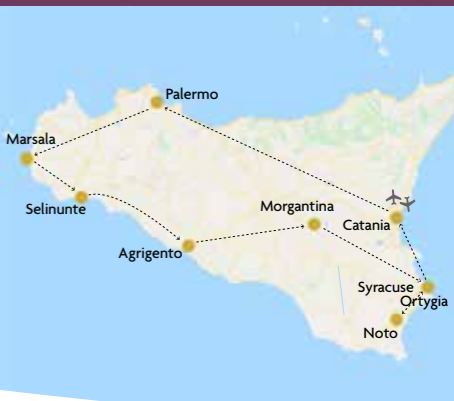 Palermo
Marsala
Selinunte
Morgantina
Catania
Agrigento
Syracuse
Ortygia
Noto